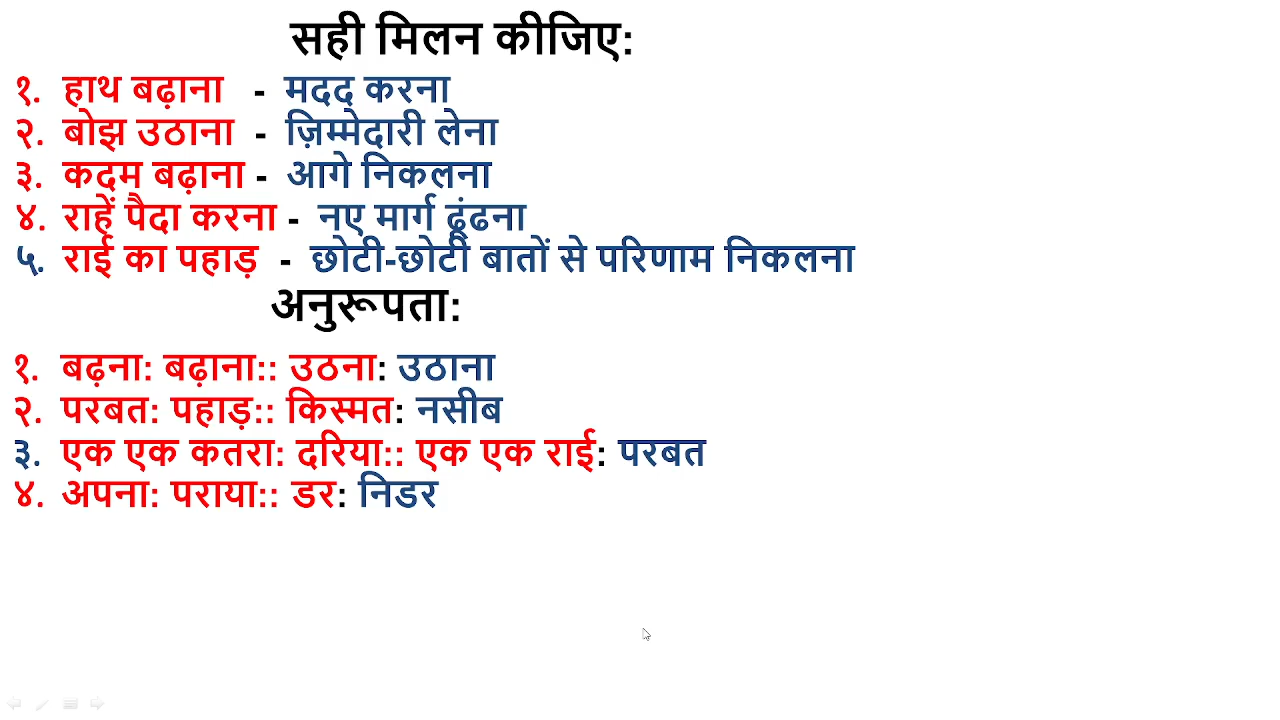 सही मिलन कीजिए:
१. हाथ बढ़ाना - मदद करना
२. बोझ उठाना - ज़िम्मेदारी लेना
३. कदम बढ़ाना - आगे निकलना
४. राहें पैदा करना - नए मार्ग ढूंढना
५. राई का पहाड़ - छोटी-छोटी बातों से परिणाम निकलना
अनुरूपता:
१. बढ़ना: बढ़ाना:: उठना: उठाना
२. परबत: पहाड़:: किस्मत: नसीब
३. एक एक कतरा: दरिया:: एक एक राई: परबत
४. अपना: पराया:: डर: निडर